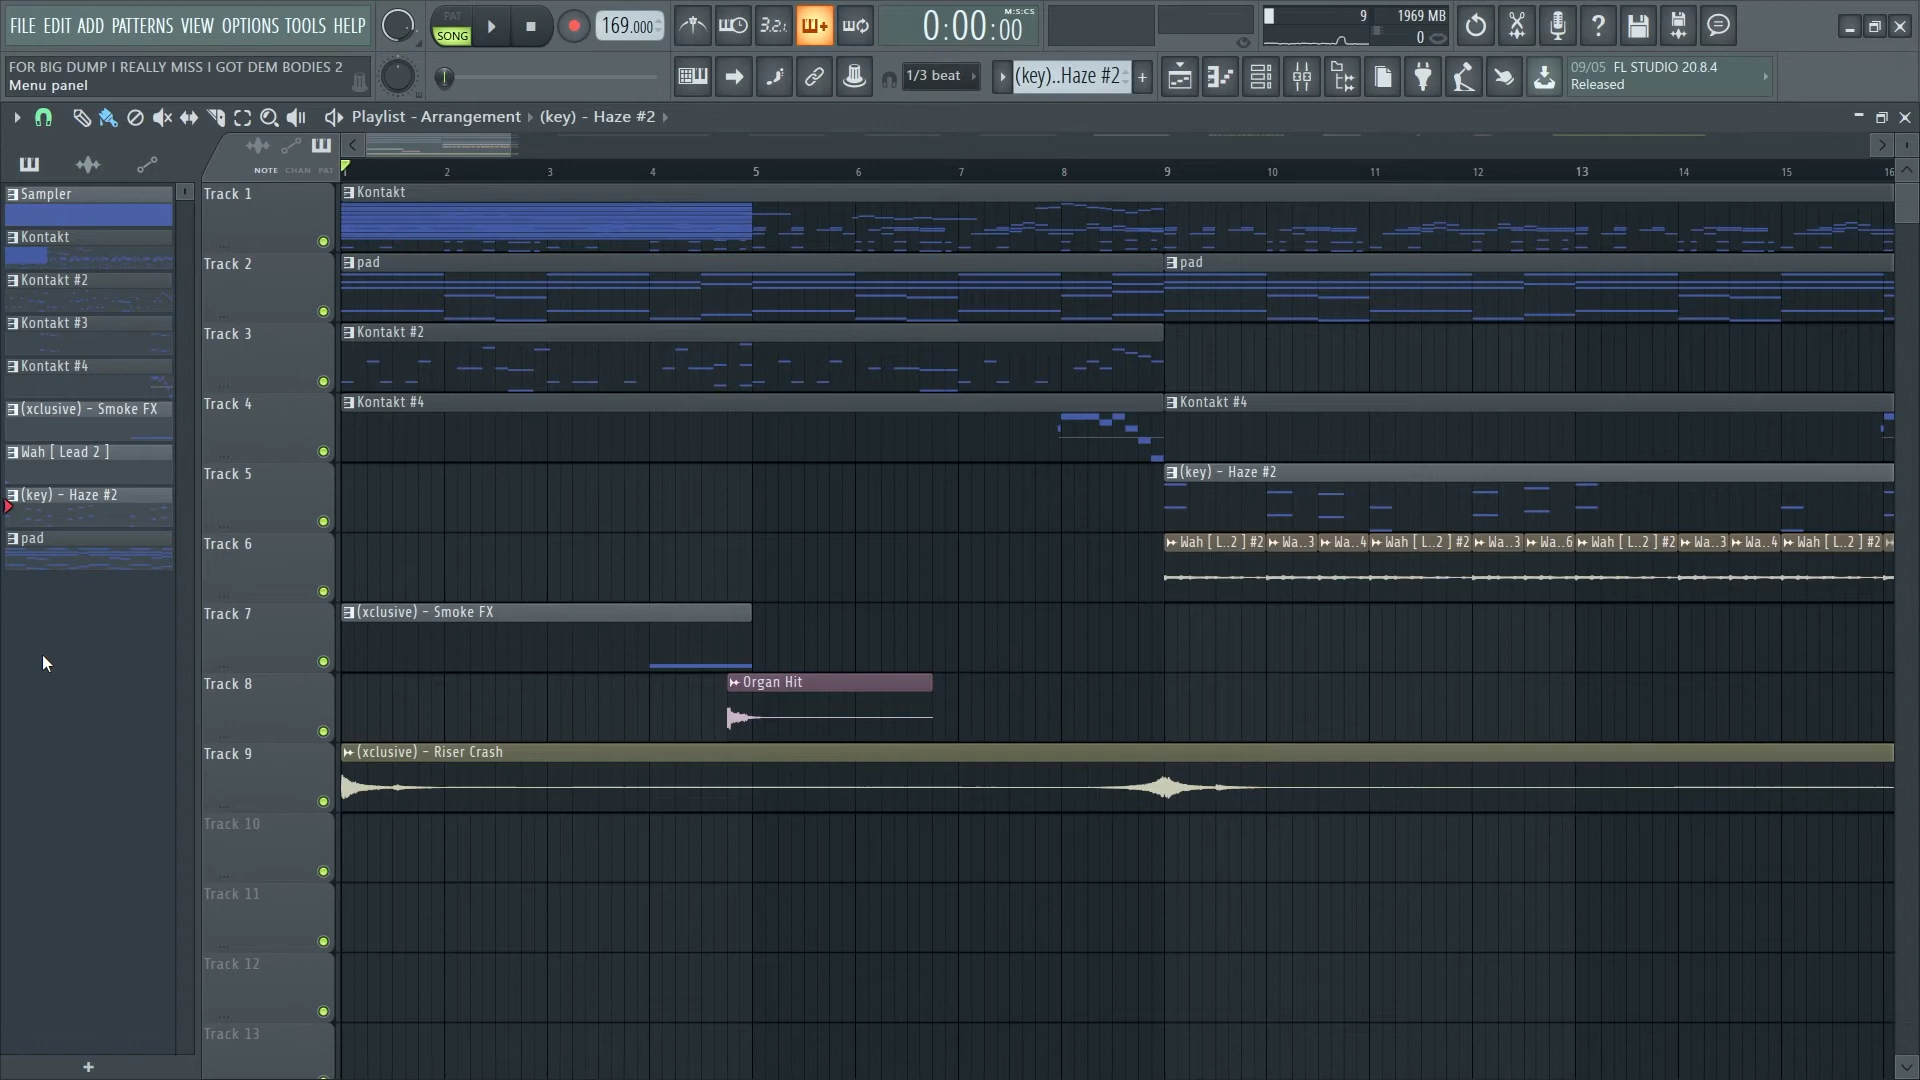 FILE EDIT ADD PATTERNS VIEW OPTIONS TOOLS HELP
PAT
SONG
169.000
3.2.
0:00:00
M:S:CS
9
1969 MB
0
FOR BIG DUMP I REALLY MISS I GOT DEM BODIES 2
Menu panel
1/3 beat
(key)..Haze #2
09/05 FL STUDIO 20.8.4
Released
Playlist - Arrangement (key) - Haze #2
NOTE CHAN PAT
1 2 3 4 5 6 7 8 9 10 11 12 13 14 15 16
Sampler
Kontakt
Kontakt #2
Kontakt #3
Kontakt #4
(xclusive) - Smoke FX
Wah [ Lead 2 ]
(key) - Haze #2
pad
Track 1
Kontakt
Track 2
pad
pad
Track 3
Kontakt #2
Track 4
Kontakt #4
Kontakt #4
Track 5
(key) - Haze #2
Track 6
Wah [ L..2 ] #2 Wa..3 Wa..4 Wah [ L..2 ] #2 Wa..3 Wa..6 Wah [ L..2 ] #2 Wa..3 Wa..4 Wah [ L..2 ] #2
Track 7
(xclusive) - Smoke FX
Track 8
Organ Hit
Track 9
(xclusive) - Riser Crash
Track 10
Track 11
Track 12
Track 13